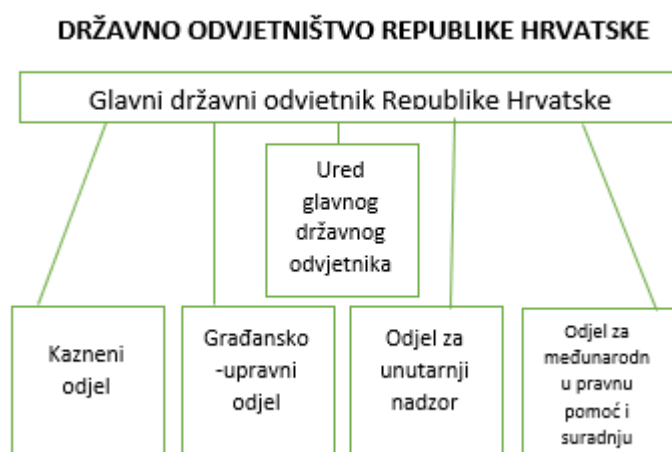 DRŽAVNO ODVJETNIŠTVO REPUBLIKE HRVATSKE
Glavni državni odvjetnik Republike Hrvatske
Ured
glavnog
državnog
odvjetnika
Kazneni
odjel
Građansko
-upravni
odjel
Odjel za
unutarnji
nadzor
Odjel za
međunarodn
u pravnu
pomoć i
suradnju